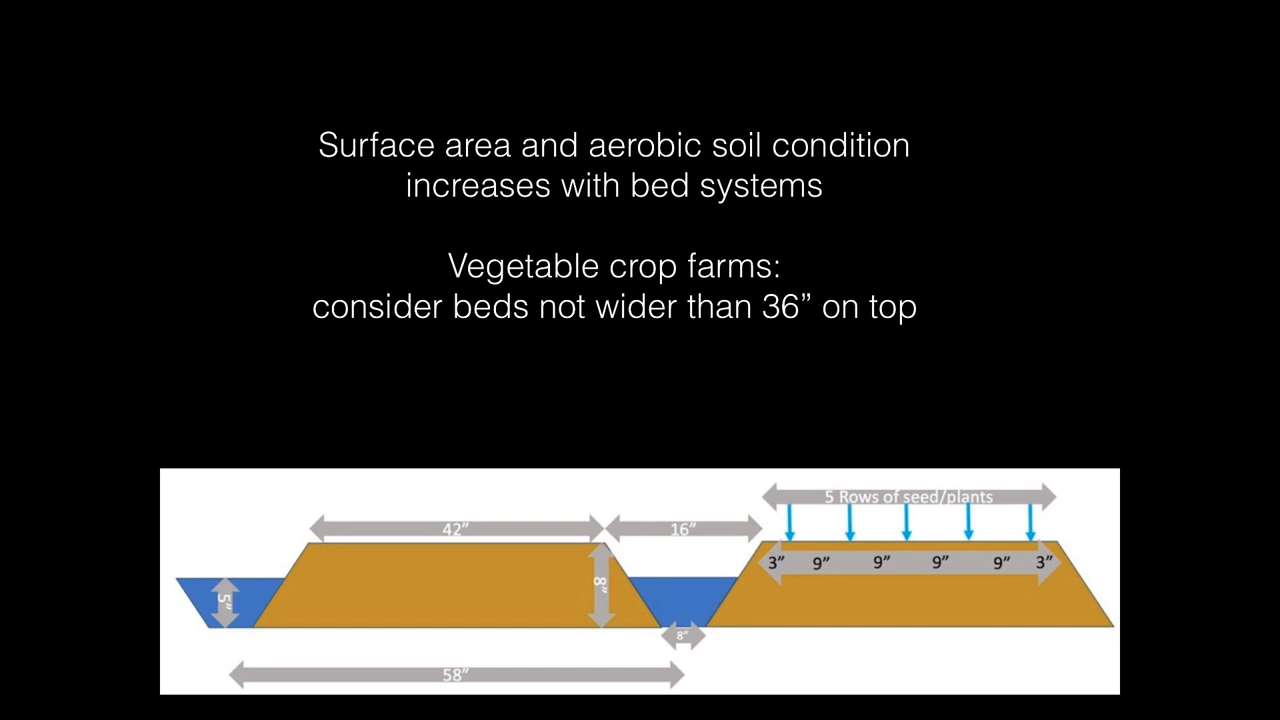 Surface area and aerobic soil condition
increases with bed systems
Vegetable crop farms:
consider beds not wider than 36” on top
5 Rows of seed/plants
42”
16”
3” 9” 9” 9” 9” 3”
8”
5”
8”
58”